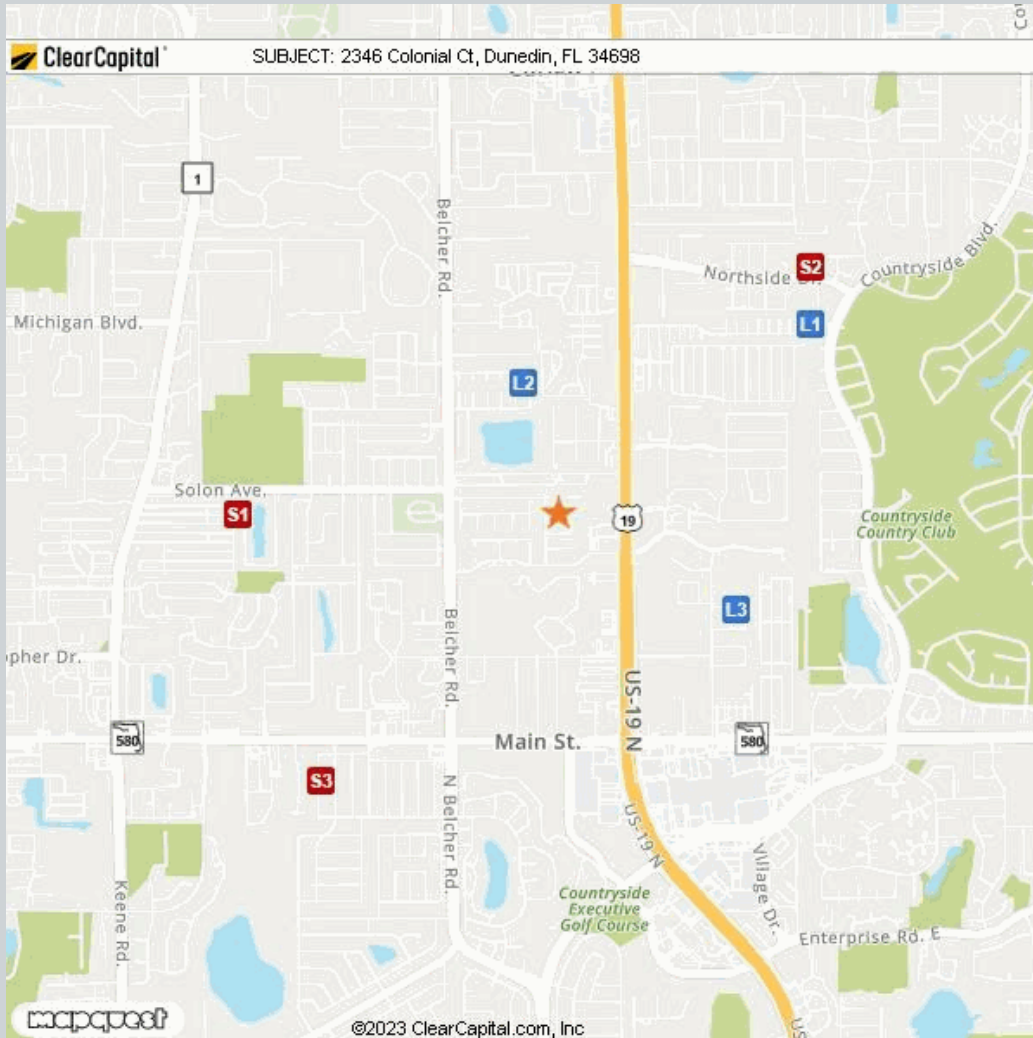 ClearCapital
SUBJECT: 2346 Colonial Ct, Dunedin, FL 34698
1
Belcher Rd.
Northside Dr.
S2
Countryside Blvd.
Michigan Blvd.
L1
L2
Solon Ave.
S1
19
Countryside
Country Club
L3
Belcher Rd.
opher Dr.
US-19 N
580
Main St.
580
S3
N Belcher Rd.
US-19 N
Village Dr.
Keene Rd.
Countryside
Executive
Golf Course
Enterprise Rd. E
mapquest
©2023 ClearCapital.com, Inc
US